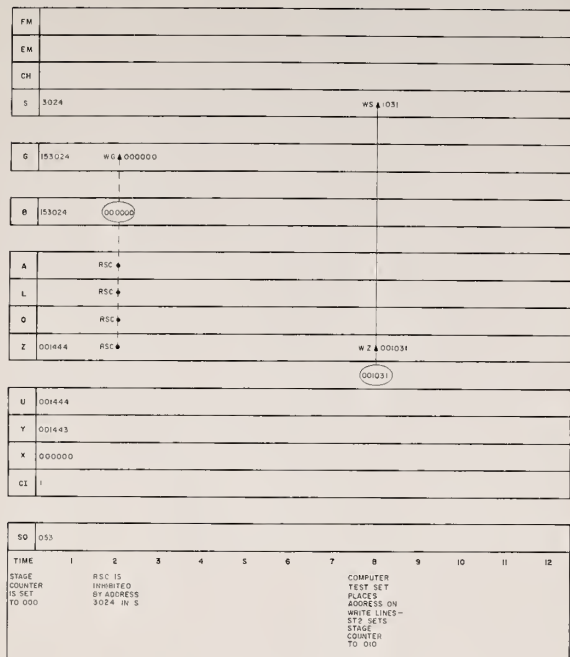 FM
EM
CH
S 3024 WS 1031
G 153024 WG 000000
B 153024 000000
A RSC
L RSC
Q RSC
Z 001444 RSC WZ 001031
001031
U 001444
Y 001443
X 000000
CI 1
SQ 053
TIME 1 2 3 4 5 6 7 8 9 10 11 12
STAGE
COUNTER
IS SET
TO 000
RSC IS
INHIBITED
BY ADDRESS
3024 IN S
COMPUTER
TEST SET
PLACES
ADDRESS ON
WRITE LINES—
ST2 SETS
STAGE
COUNTER
TO 010